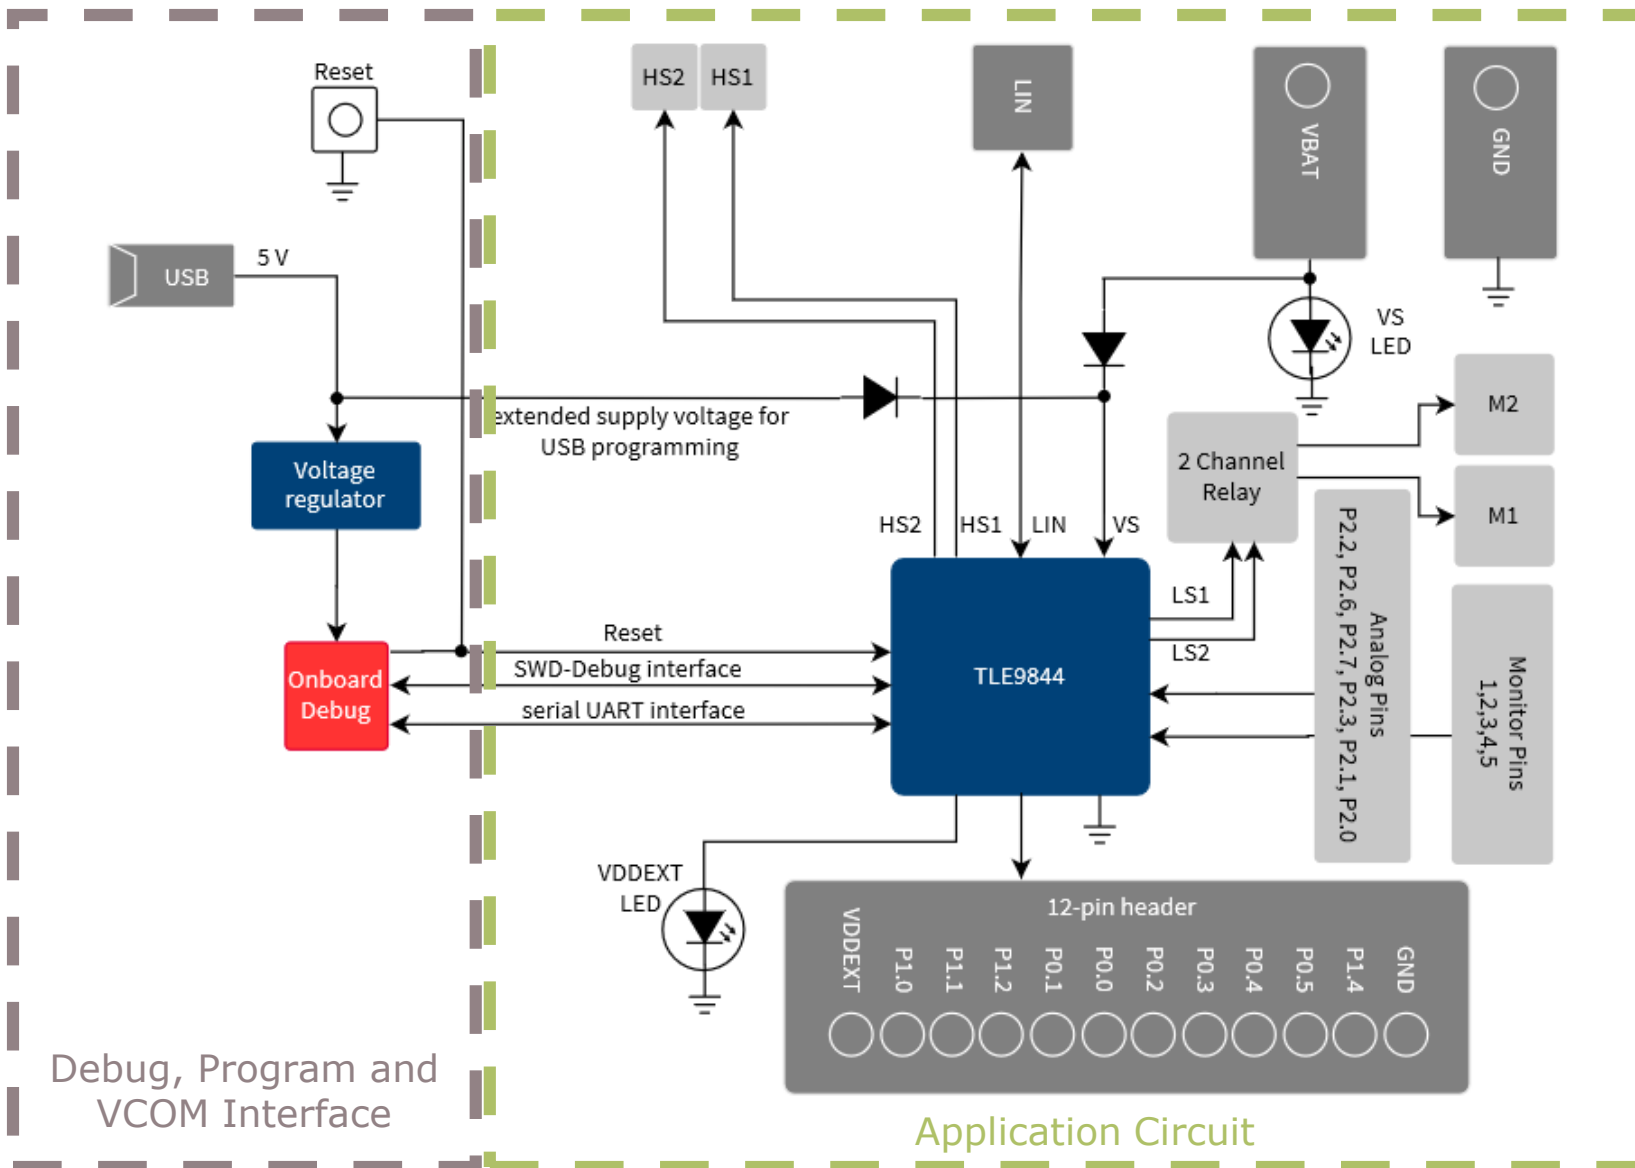 Reset
USB
5 V
HS2
HS1
LIN
VBAT
GND
VS
LED
extended supply voltage for
USB programming
Voltage
regulator
2 Channel
Relay
M2
M1
HS2
HS1
LIN
VS
LS1
LS2
Reset
SWD-Debug interface
serial UART interface
Onboard
Debug
TLE9844
Analog Pins
P2.2, P2.6, P2.7, P2.3, P2.1, P2.0
Monitor Pins
1,2,3,4,5
VDDEXT
LED
12-pin header
VDDEXT
P1.0
P1.1
P1.2
P0.1
P0.0
P0.2
P0.3
P0.4
P0.5
P1.4
GND
Debug, Program and
VCOM Interface
Application Circuit